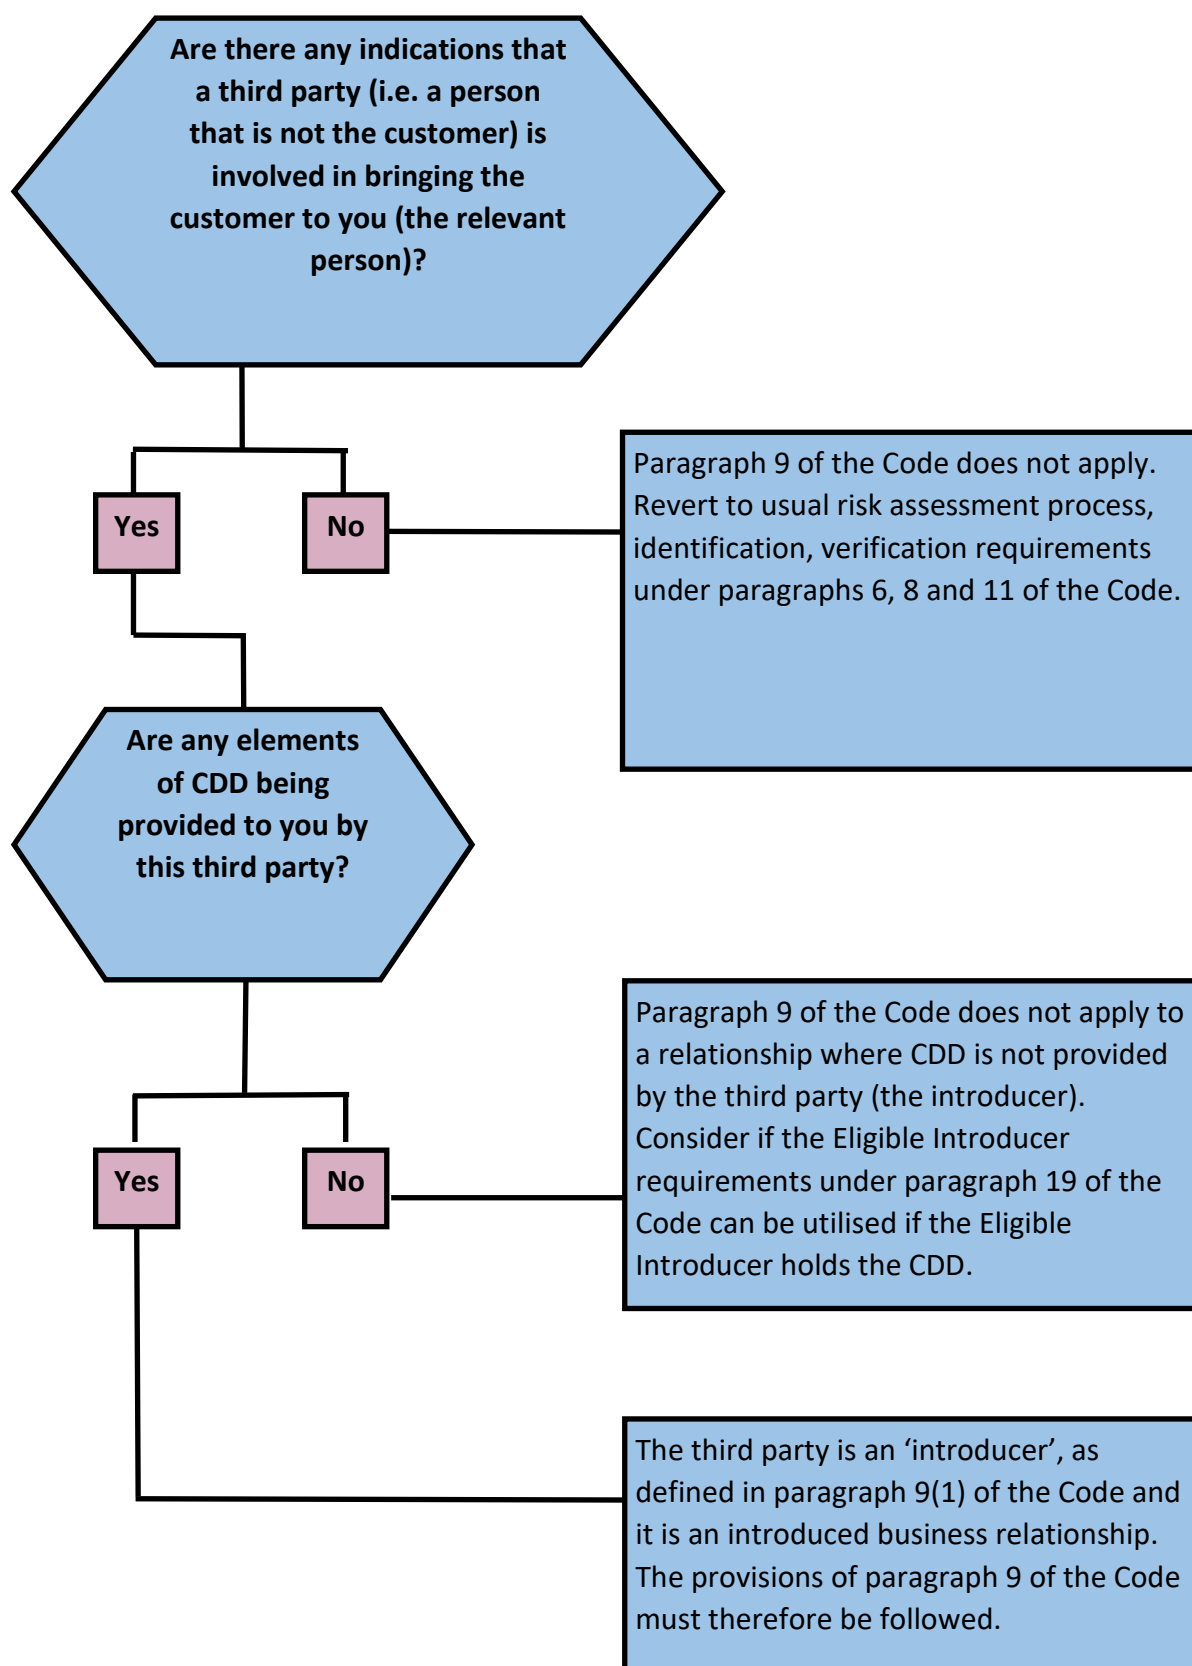 Are there any indications that
a third party (i.e. a person
that is not the customer) is
involved in bringing the
customer to you (the relevant
person)?
Yes
No
Paragraph 9 of the Code does not apply.
Revert to usual risk assessment process,
identification, verification requirements
under paragraphs 6, 8 and 11 of the Code.
Are any elements
of CDD being
provided to you by
this third party?
Yes
No
Paragraph 9 of the Code does not apply to
a relationship where CDD is not provided
by the third party (the introducer).
Consider if the Eligible Introducer
requirements under paragraph 19 of the
Code can be utilised if the Eligible
Introducer holds the CDD.
The third party is an ‘introducer’, as
defined in paragraph 9(1) of the Code and
it is an introduced business relationship.
The provisions of paragraph 9 of the Code
must therefore be followed.